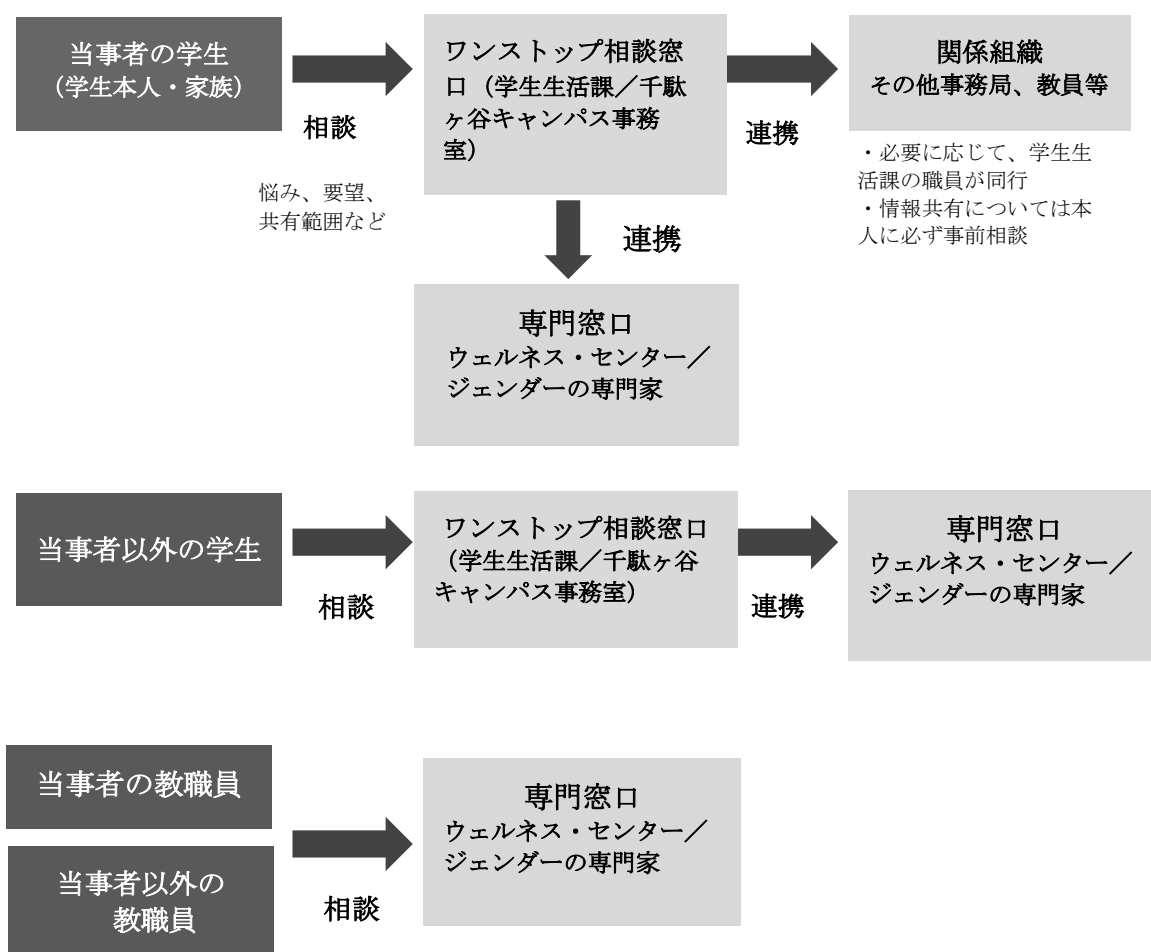 当事者の学生
（学生本人・家族）
相談
悩み、要望、
共有範囲など
ワンストップ相談窓
口（学生生活課／千駄
ヶ谷キャンパス事務
室）
連携
関係組織
その他事務局、教員等
・必要に応じて、学生生
活課の職員が同行
・情報共有については本
人に必ず事前相談
連携
専門窓口
ウェルネス・センター／
ジェンダーの専門家
当事者以外の学生
相談
ワンストップ相談窓口
（学生生活課／千駄ヶ谷
キャンパス事務室）
連携
専門窓口
ウェルネス・センター／
ジェンダーの専門家
当事者の教職員
当事者以外の
教職員
相談
専門窓口
ウェルネス・センター／
ジェンダーの専門家